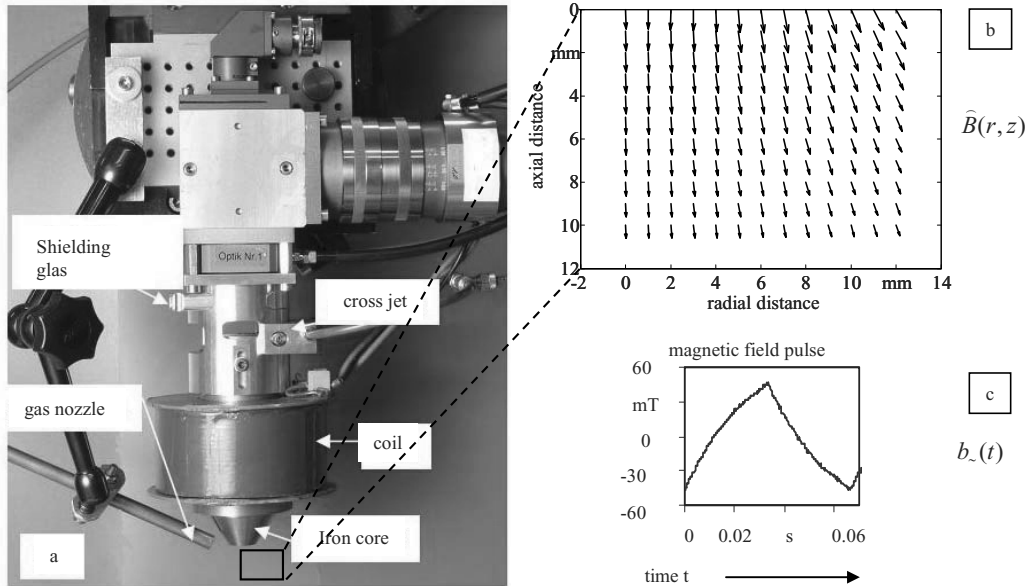 Optik Nr.1
Shielding
glas
cross jet
gas nozzle
coil
Iron core
a
0
mm
4
6
8
10
12
axial distance
-2
0
2
4
6
8
10
mm
14
radial distance
b
B̂(r, z)
magnetic field pulse
60
mT
0
-30
-60
0
0.02
s
0.06
time t
c
b~(t)